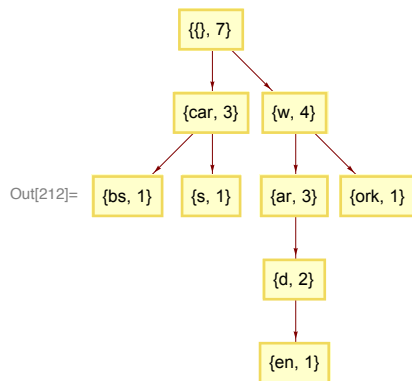 {{}, 7}
{car, 3} {w, 4}
Out[212]= {bs, 1} {s, 1} {ar, 3} {ork, 1}
{d, 2}
{en, 1}